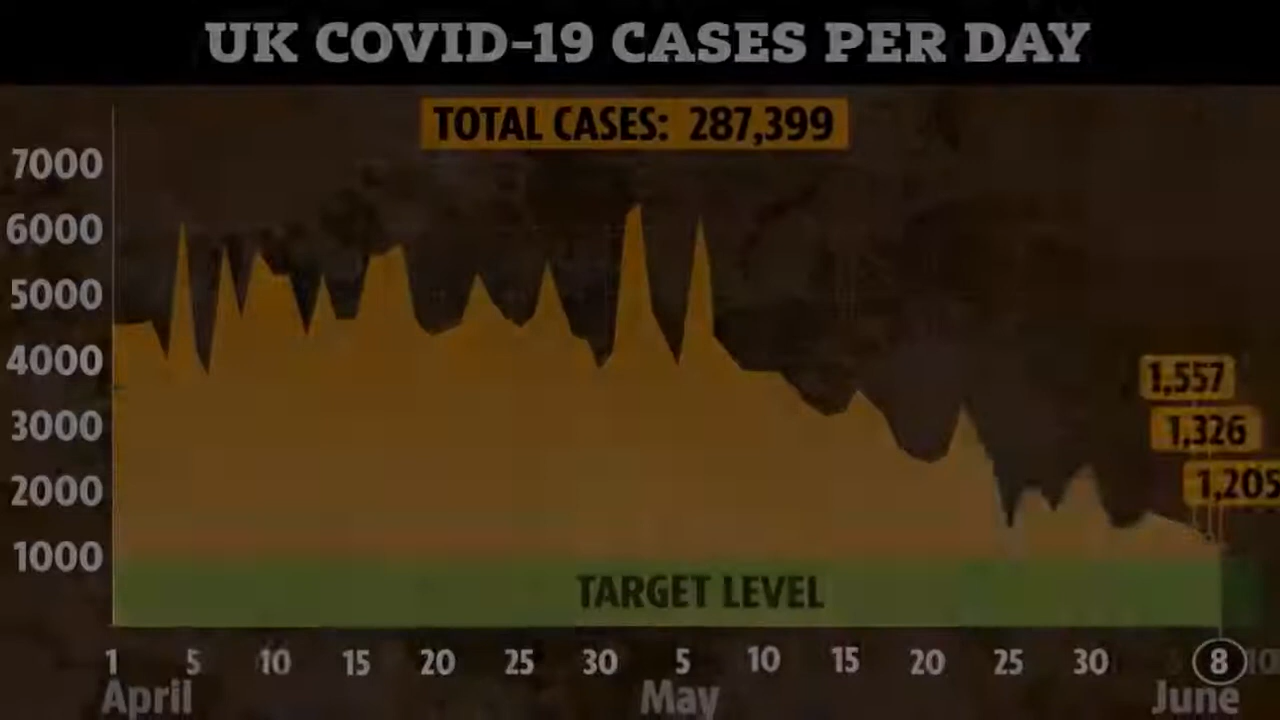 UK COVID-19 CASES PER DAY
TOTAL CASES: 287,399
7000
6000
5000
4000
3000
2000
1000
1,557
1,326
1,205
TARGET LEVEL
1 5 10 15 20 25 30 5 10 15 20 25 30 8 10
April May June